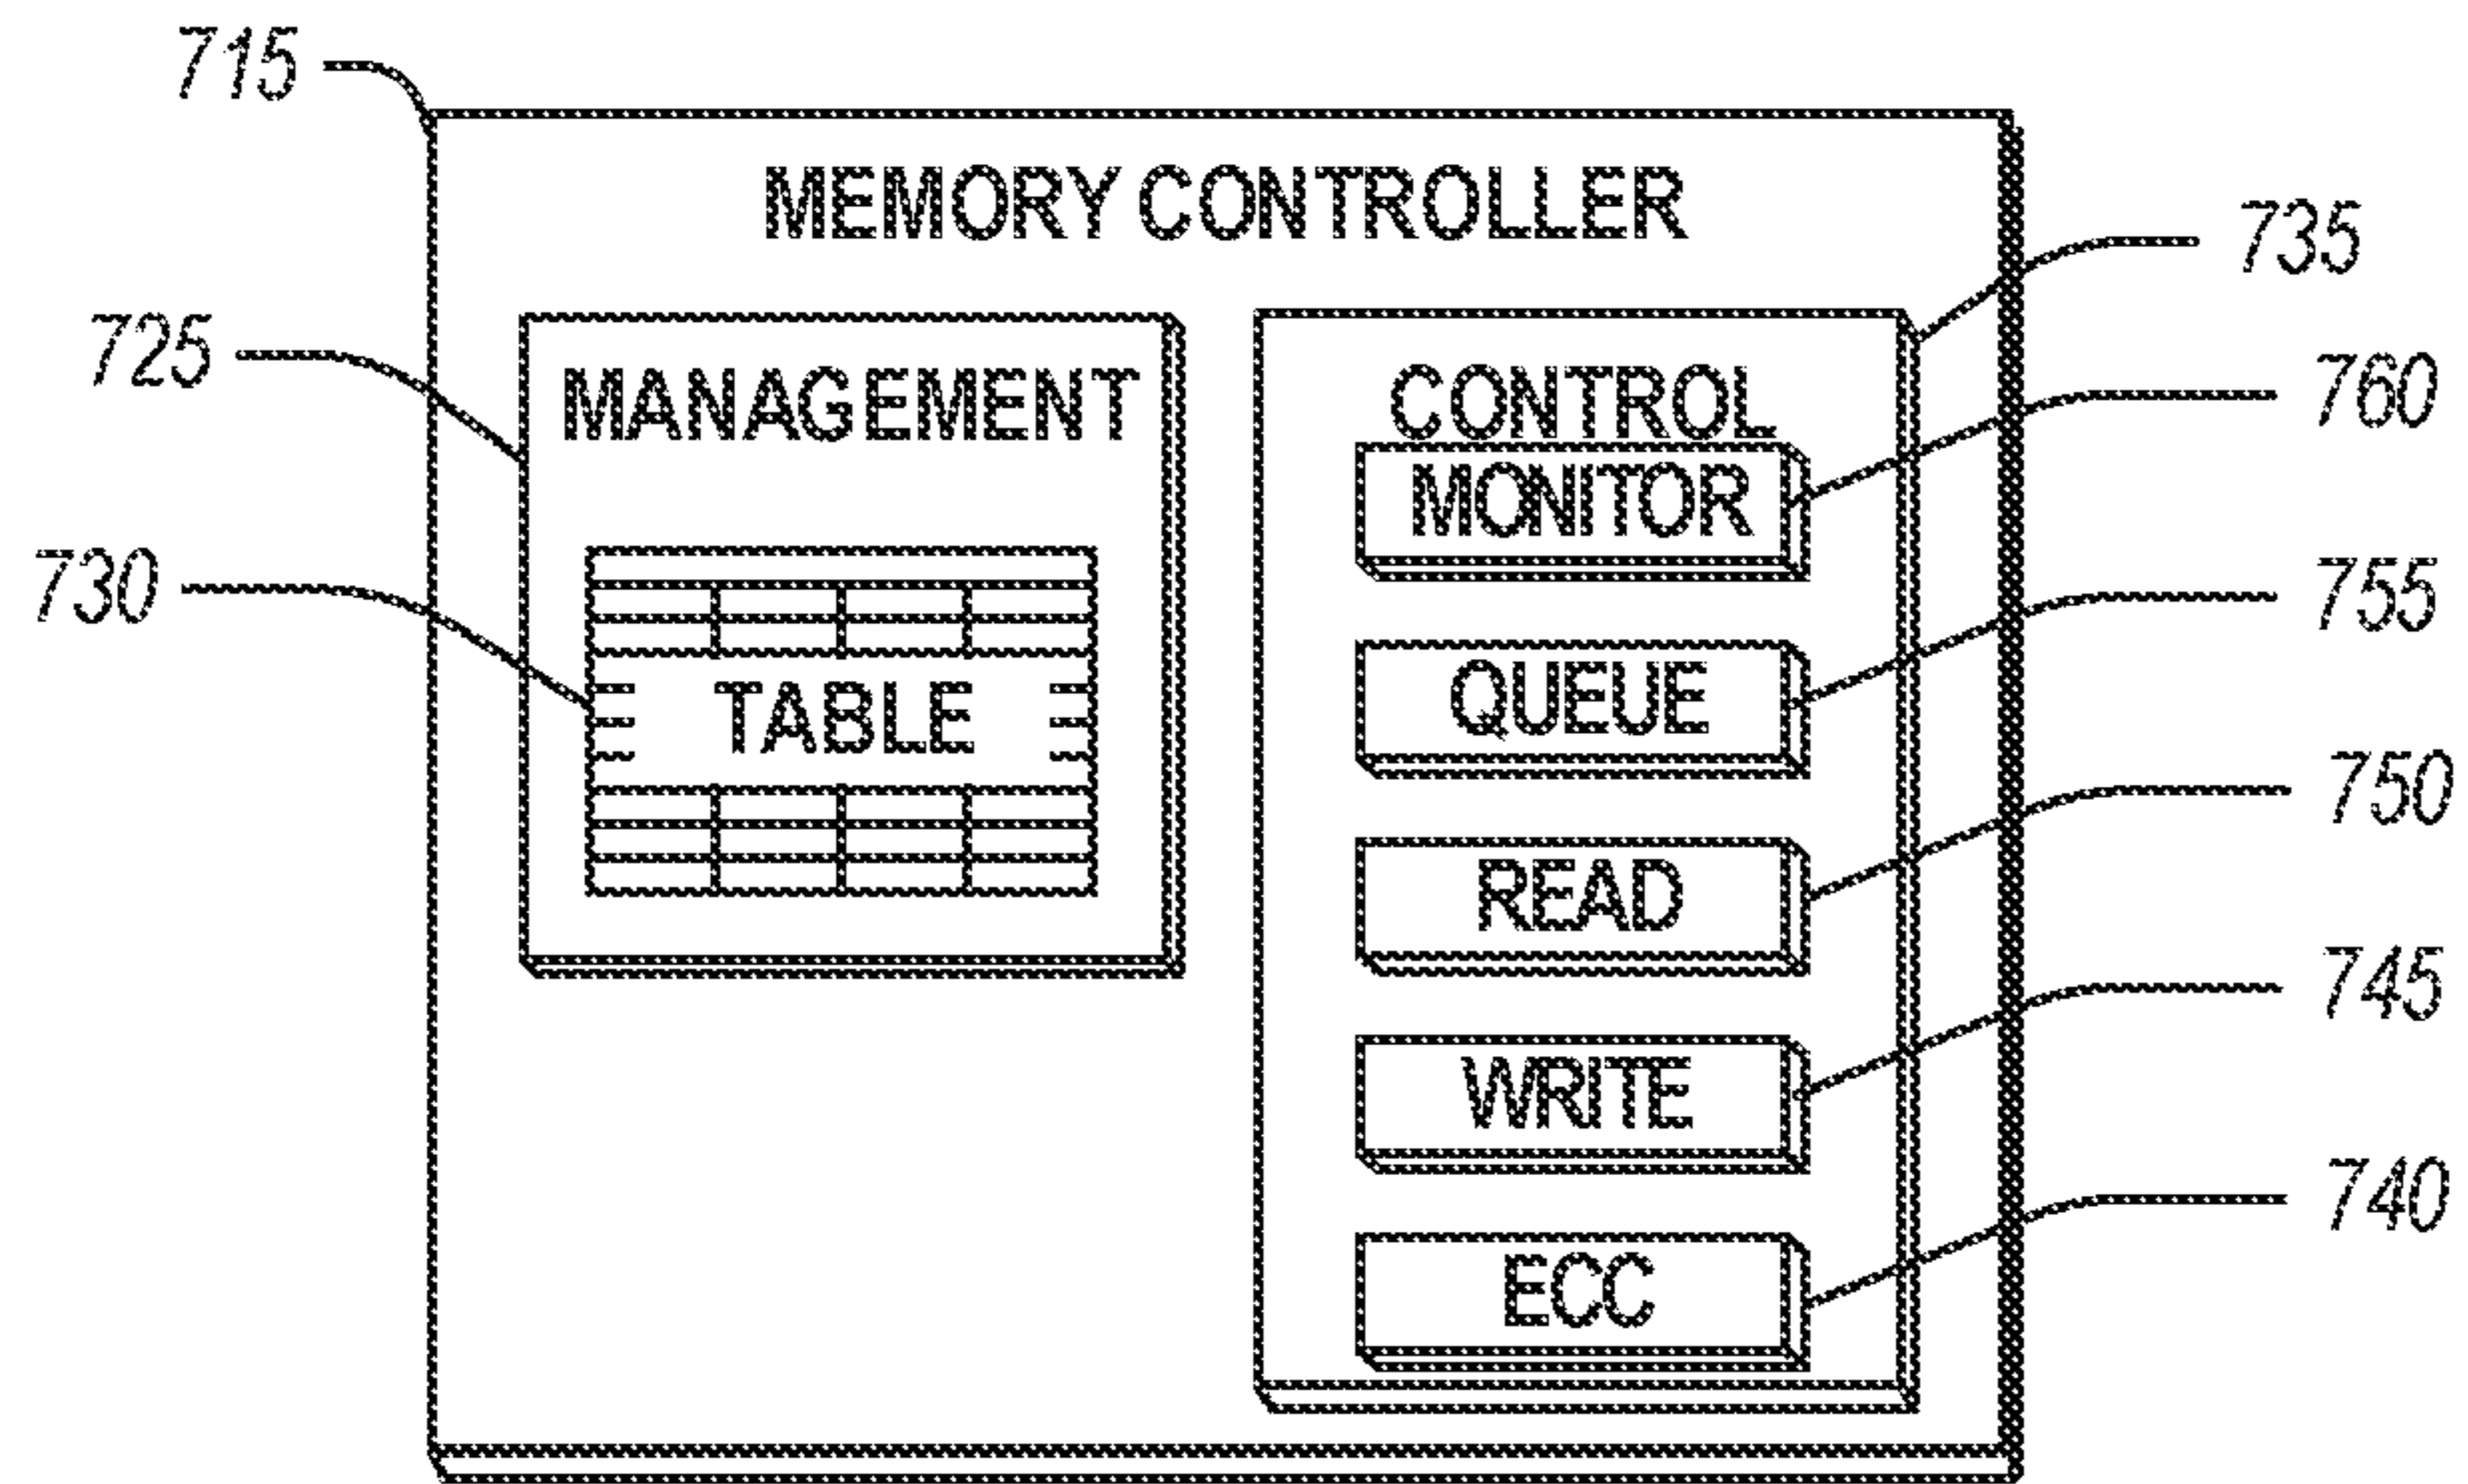 715
MEMORY CONTROLLER
735
725
MANAGEMENT
CONTROL
760
MONITOR
730
TABLE
755
QUEUE
750
READ
745
WRITE
740
ECC